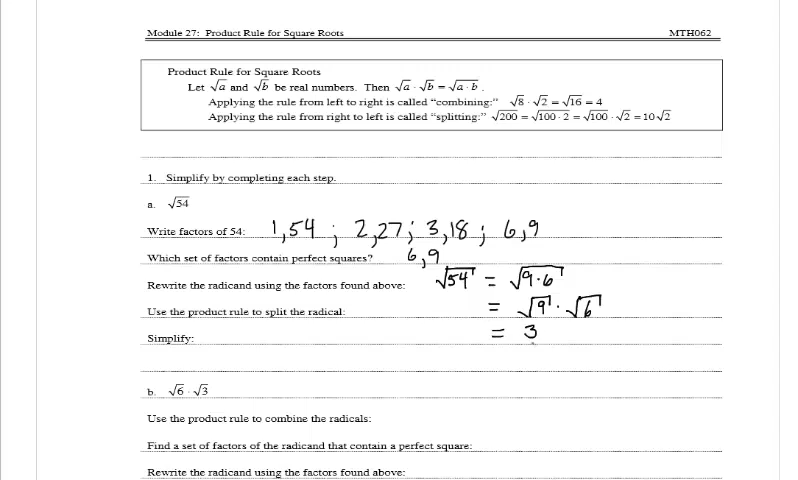 Module 27: Product Rule for Square Roots MTH062
Product Rule for Square Roots
Let √a and √b be real numbers. Then √a · √b = √(a · b) .
Applying the rule from left to right is called “combining:” √8 · √2 = √16 = 4
Applying the rule from right to left is called “splitting:” √200 = √(100 · 2) = √100 · √2 = 10√2
1. Simplify by completing each step.
a. √54
Write factors of 54: 1,54 ; 2,27; 3,18 ; 6,9
Which set of factors contain perfect squares? 6,9
Rewrite the radicand using the factors found above: √54 = √(9·6)
Use the product rule to split the radical: = √9 · √6
Simplify: = 3
b. √6 · √3
Use the product rule to combine the radicals:
Find a set of factors of the radicand that contain a perfect square:
Rewrite the radicand using the factors found above: